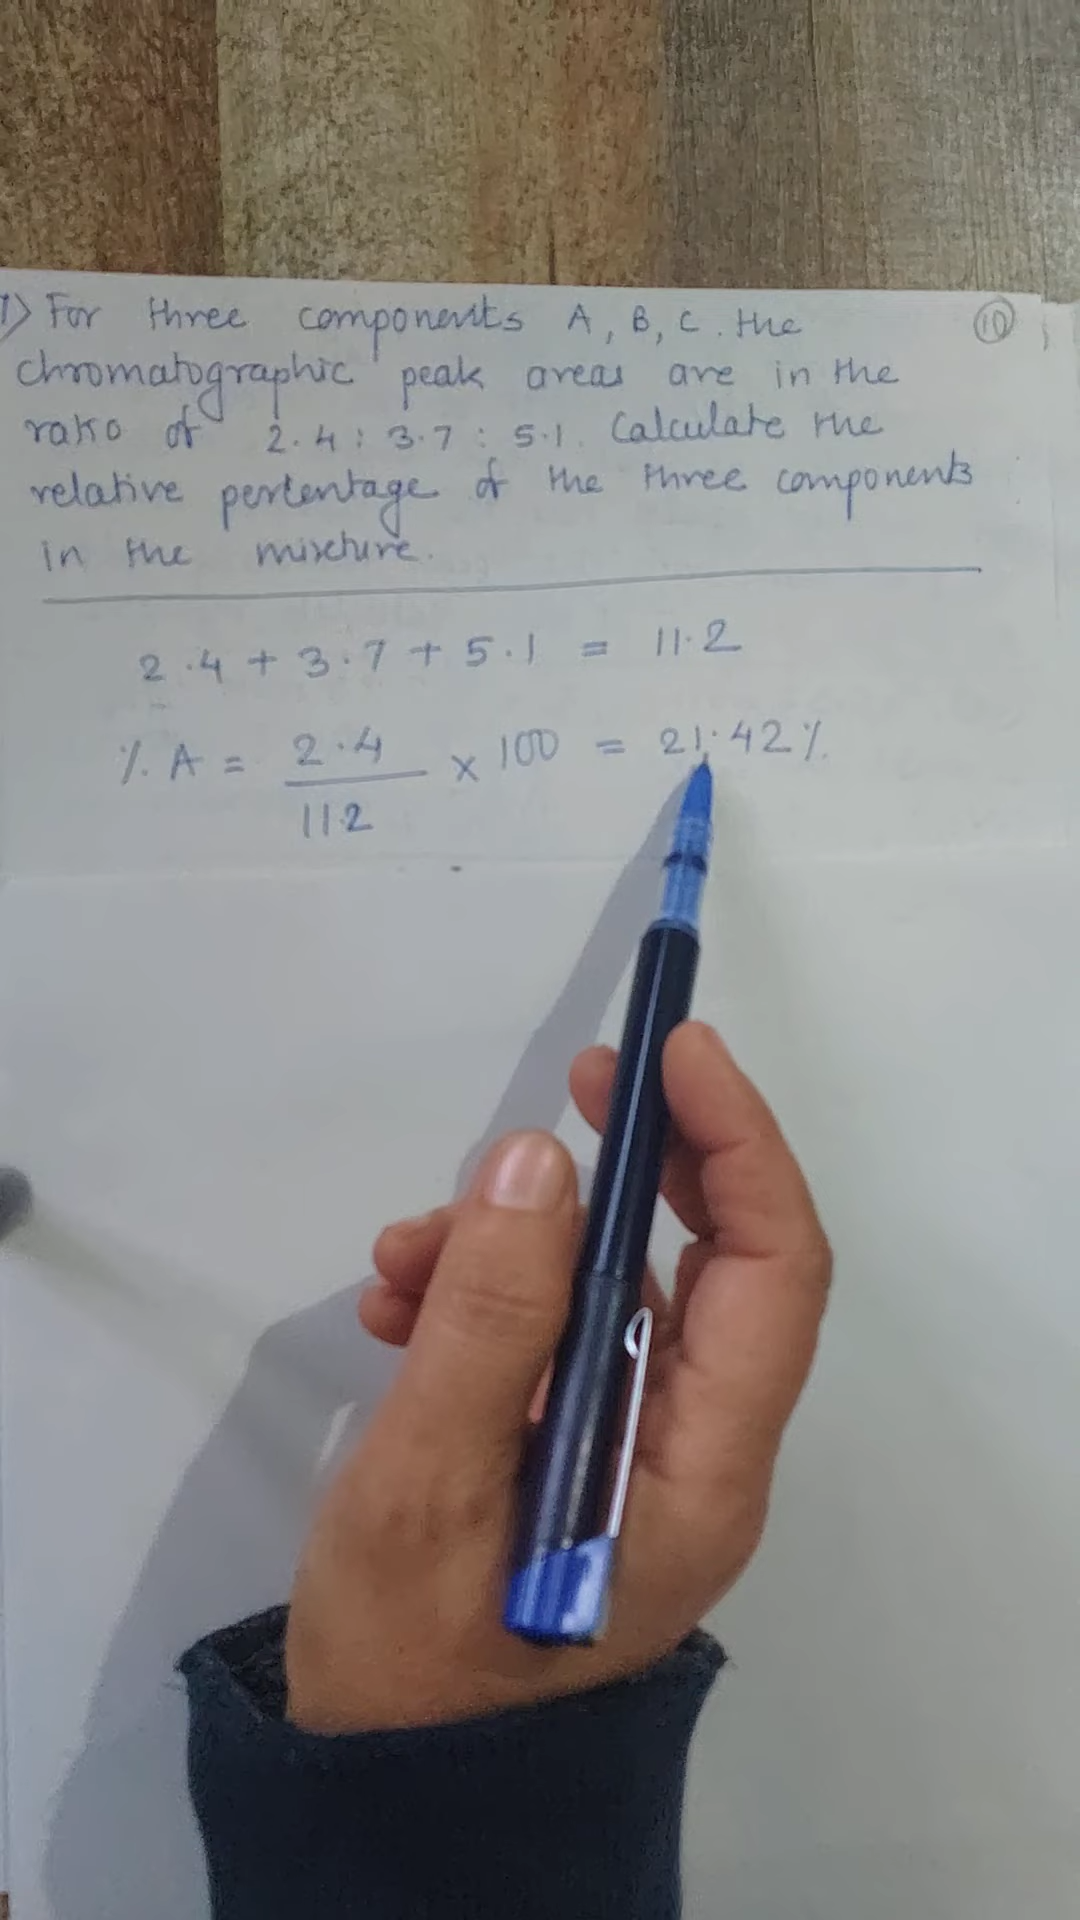 1) For three components A, B, C. the
10
chromatographic peak areas are in the
ratio of 2.4 : 3.7 : 5.1. Calculate the
relative percentage of the three components
in the mixture.
2.4 + 3.7 + 5.1 = 11.2
% A = 2.4 / 11.2 × 100 = 21.42%